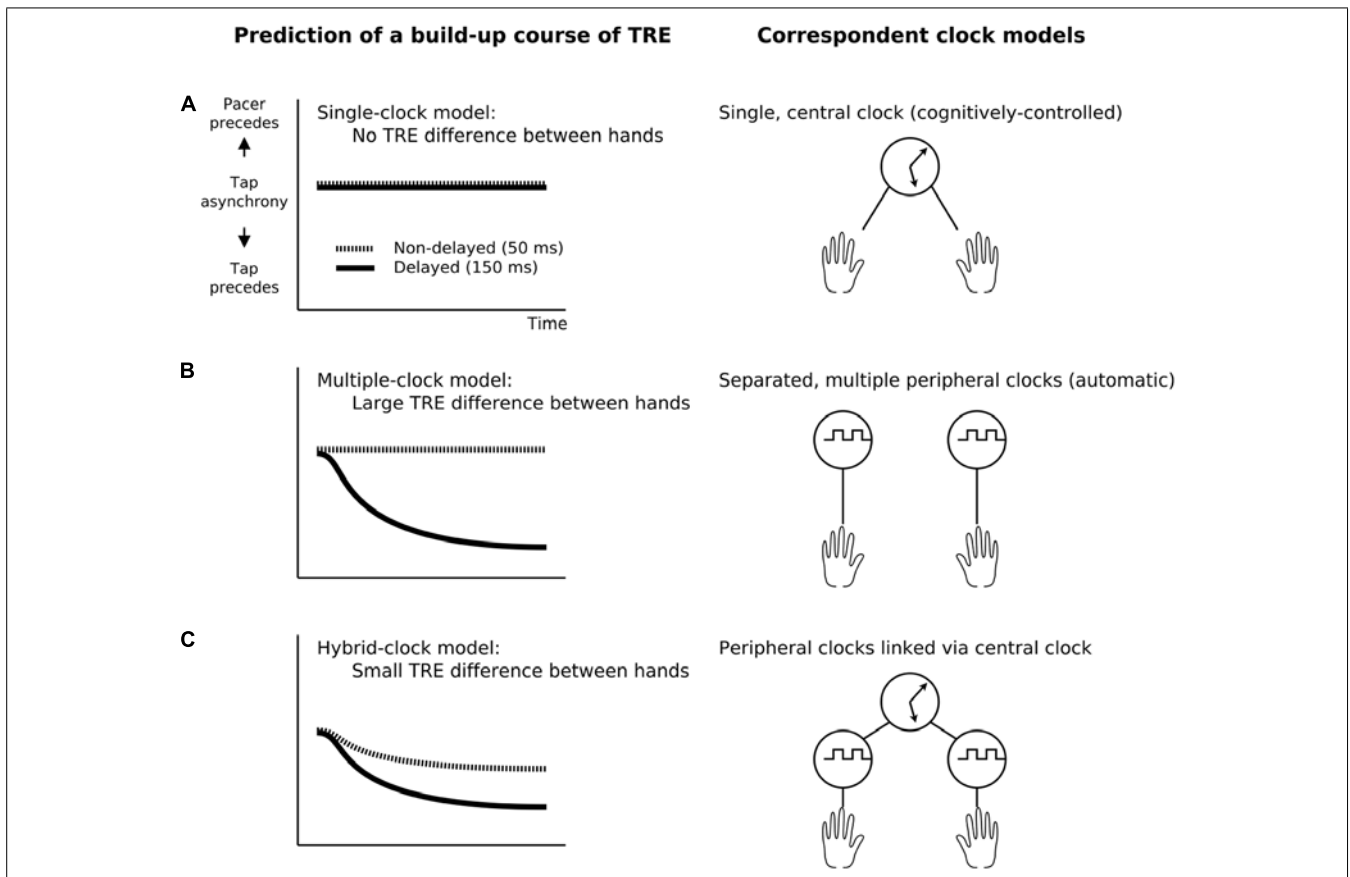 Prediction of a build-up course of TRE
Correspondent clock models
A
Pacer
precedes
Tap
asynchrony
Tap
precedes
Single-clock model:
No TRE difference between hands
Non-delayed (50 ms)
Delayed (150 ms)
Time
Single, central clock (cognitively-controlled)
B
Multiple-clock model:
Large TRE difference between hands
Separated, multiple peripheral clocks (automatic)
C
Hybrid-clock model:
Small TRE difference between hands
Peripheral clocks linked via central clock